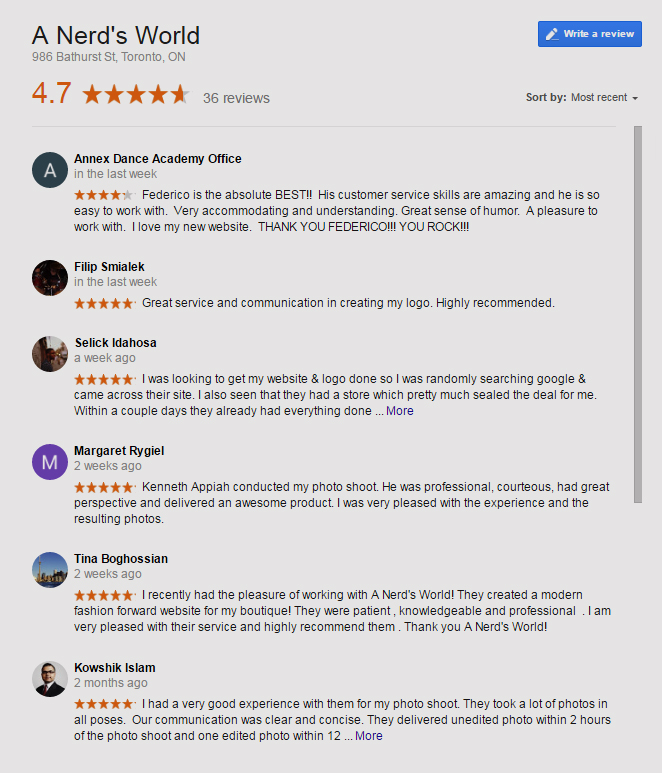 A Nerd's World
Write a review
986 Bathurst St, Toronto, ON
4.7 36 reviews
Sort by: Most recent
A
Annex Dance Academy Office
in the last week
Federico is the absolute BEST!! His customer service skills are amazing and he is so
easy to work with. Very accommodating and understanding. Great sense of humor. A pleasure to
work with. I love my new website. THANK YOU FEDERICO!!! YOU ROCK!!!
Filip Smialek
in the last week
Great service and communication in creating my logo. Highly recommended.
Selick Idahosa
a week ago
I was looking to get my website & logo done so I was randomly searching google &
came across their site. I also seen that they had a store which pretty much sealed the deal for me.
Within a couple days they already had everything done ... More
M
Margaret Rygiel
2 weeks ago
Kenneth Appiah conducted my photo shoot. He was professional, courteous, had great
perspective and delivered an awesome product. I was very pleased with the experience and the
resulting photos.
Tina Boghossian
2 weeks ago
I recently had the pleasure of working with A Nerd's World! They created a modern
fashion forward website for my boutique! They were patient , knowledgeable and professional . I am
very pleased with their service and highly recommend them . Thank you A Nerd's World!
Kowshik Islam
2 months ago
I had a very good experience with them for my photo shoot. They took a lot of photos in
all poses. Our communication was clear and concise. They delivered unedited photo within 2 hours
of the photo shoot and one edited photo within 12 ... More